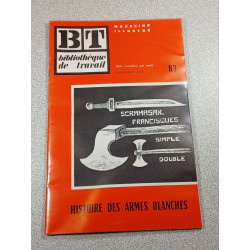 MAGAZINE
ILLUSTRÉ
BT
bibliothèque
de travail
83
SCRAMASAX
FRANCISQUES
SIMPLE
DOUBLE
HISTOIRE DES ARMES BLANCHES